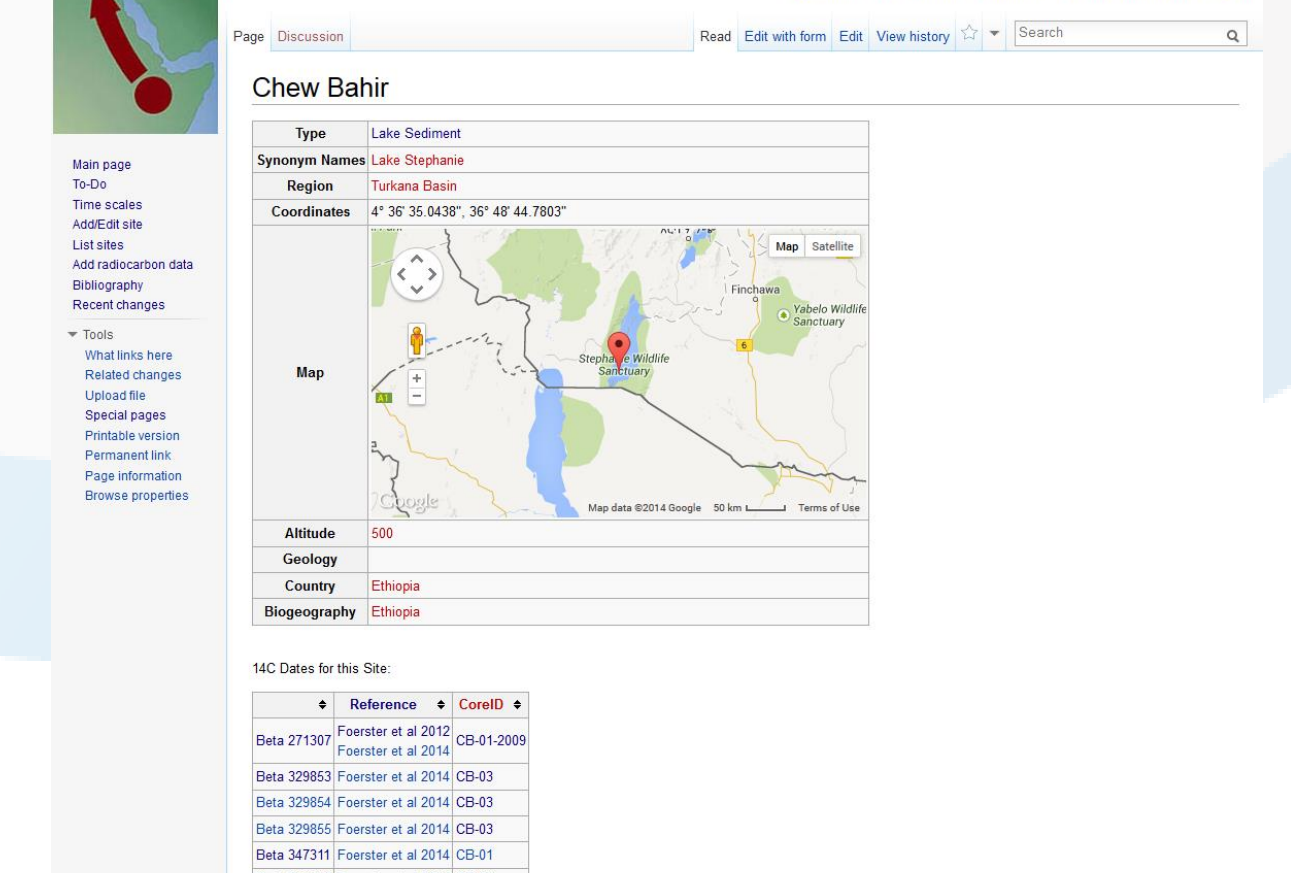 Page Discussion
Read Edit with form Edit View history Search
Chew Bahir
Type Lake Sediment
Synonym Names Lake Stephanie
Region Turkana Basin
Coordinates 4° 36' 35.0438", 36° 48' 44.7803"
Map
Map Satellite
Finchawa
Yabelo Wildlife
Sanctuary
6
Stephanie Wildlife
Sanctuary
A1
Google
Map data ©2014 Google 50 km Terms of Use
Altitude 500
Geology
Country Ethiopia
Biogeography Ethiopia
14C Dates for this Site:
Reference CoreID
Beta 271307 Foerster et al 2012 CB-01-2009
Foerster et al 2014
Beta 329853 Foerster et al 2014 CB-03
Beta 329854 Foerster et al 2014 CB-03
Beta 329855 Foerster et al 2014 CB-03
Beta 347311 Foerster et al 2014 CB-01
Main page
To-Do
Time scales
Add/Edit site
List sites
Add radiocarbon data
Bibliography
Recent changes
Tools
What links here
Related changes
Upload file
Special pages
Printable version
Permanent link
Page information
Browse properties